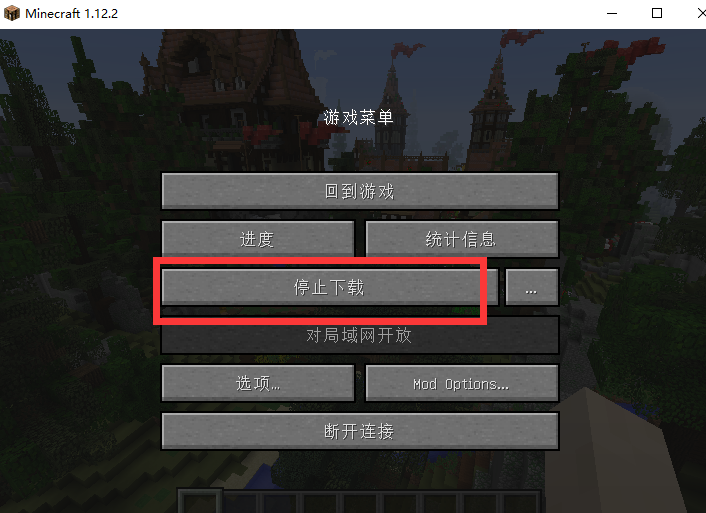 Minecraft 1.12.2
游戏菜单
回到游戏
进度 统计信息
停止下载 ...
对局域网开放
选项... Mod Options...
断开连接